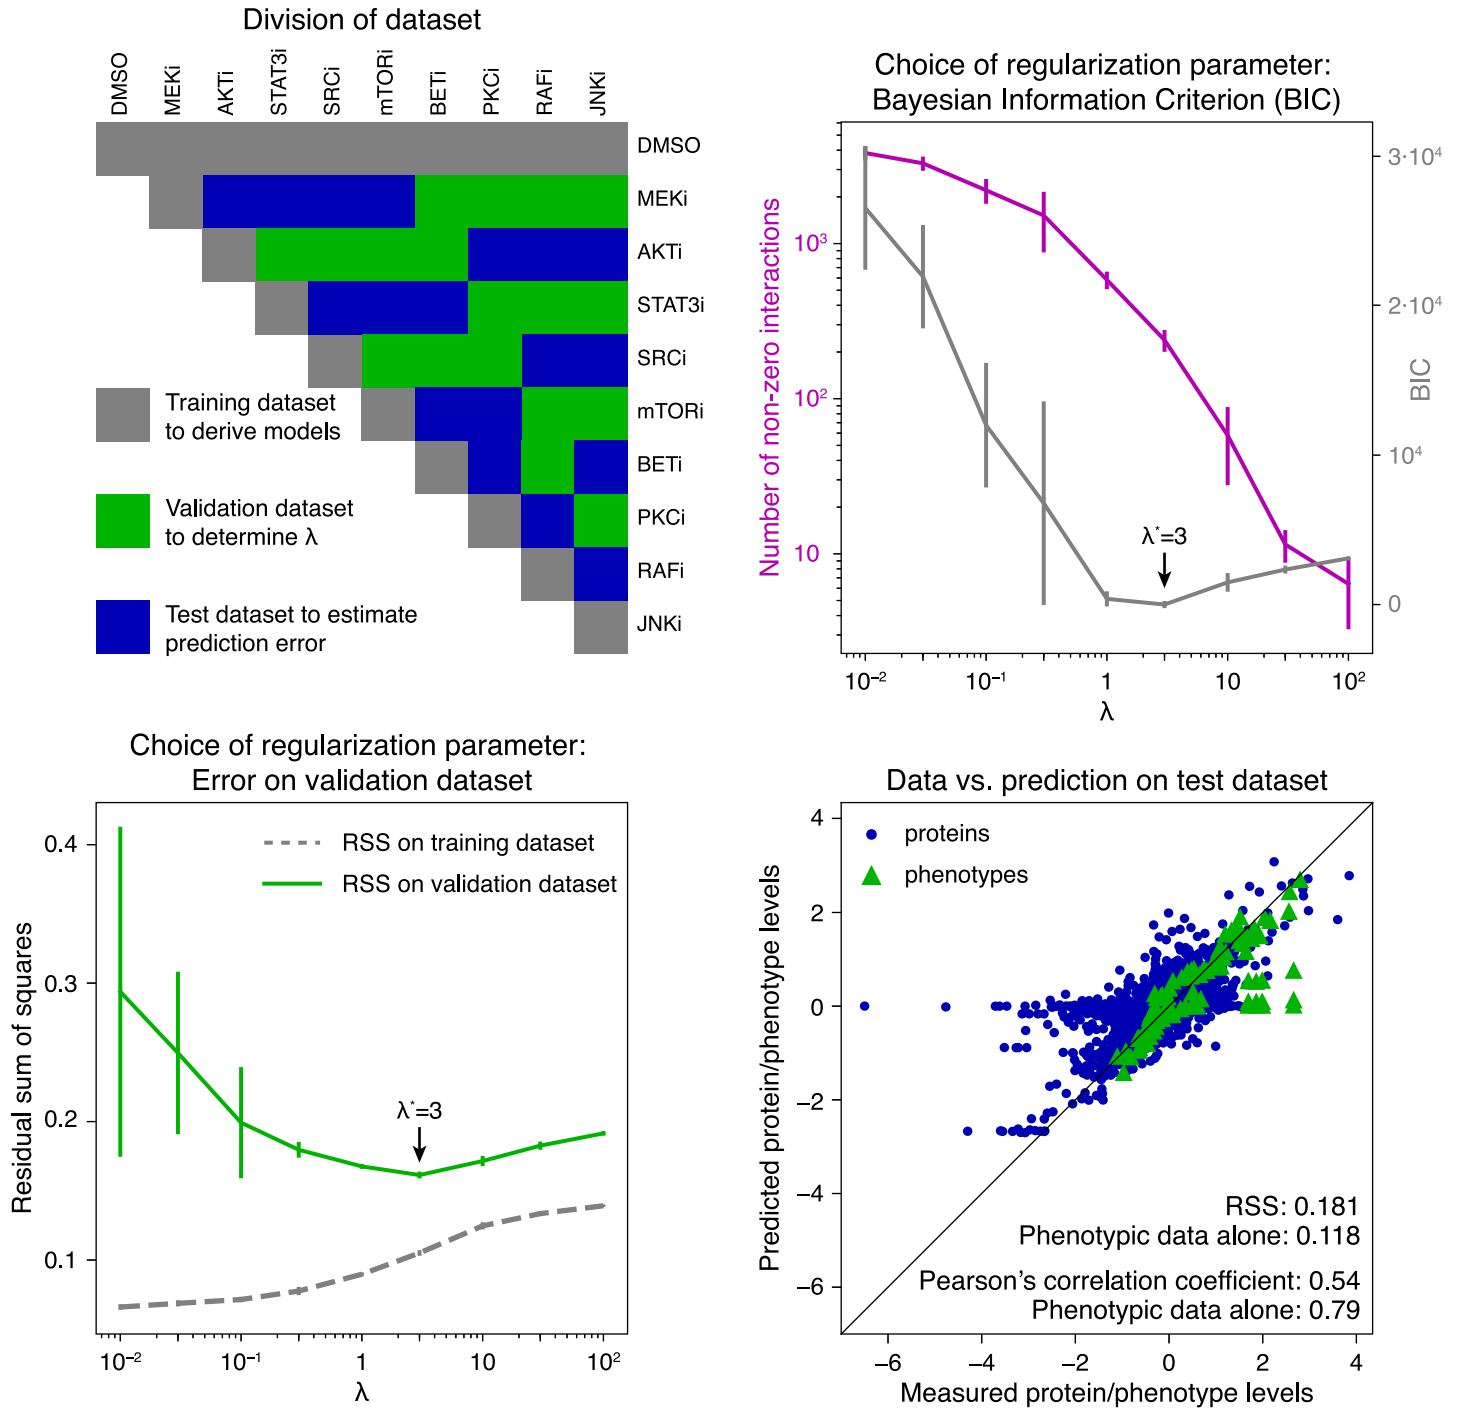 Division of dataset
DMSO
MEKi
AKTi
STAT3i
SRCi
mTORi
BETi
PKCi
RAFi
JNKi
DMSO
MEKi
AKTi
STAT3i
SRCi
mTORi
BETi
PKCi
RAFi
JNKi
Training dataset
to derive models
Validation dataset
to determine λ
Test dataset to estimate
prediction error
Choice of regularization parameter:
Bayesian Information Criterion (BIC)
Number of non-zero interactions
10³
10²
10
BIC
3·10⁴
2·10⁴
10⁴
0
λ*=3
10⁻²
10⁻¹
1
10
10²
λ
Choice of regularization parameter:
Error on validation dataset
Residual sum of squares
0.4
0.3
0.2
0.1
RSS on training dataset
RSS on validation dataset
λ*=3
10⁻²
10⁻¹
1
10
10²
λ
Data vs. prediction on test dataset
Predicted protein/phenotype levels
4
2
0
−2
−4
−6
proteins
phenotypes
RSS: 0.181
Phenotypic data alone: 0.118
Pearson's correlation coefficient: 0.54
Phenotypic data alone: 0.79
−6
−4
−2
0
2
4
Measured protein/phenotype levels